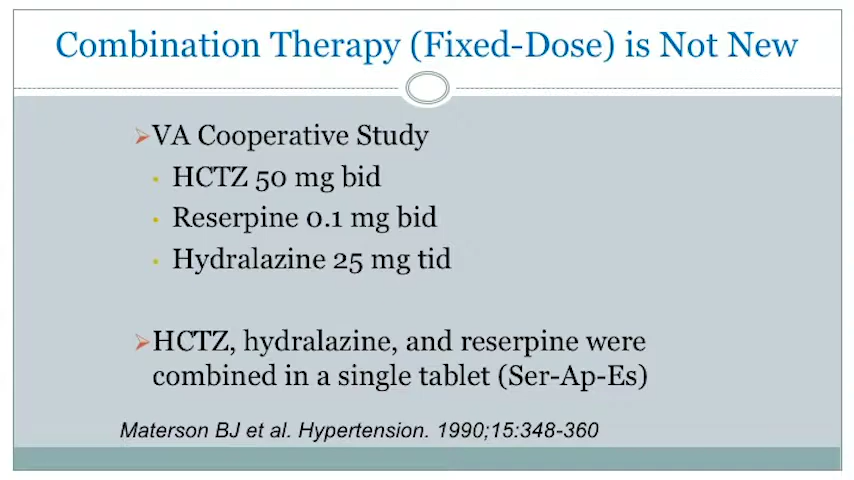 Combination Therapy (Fixed-Dose) is Not New
VA Cooperative Study
HCTZ 50 mg bid
Reserpine 0.1 mg bid
Hydralazine 25 mg tid
HCTZ, hydralazine, and reserpine were
combined in a single tablet (Ser-Ap-Es)
Materson BJ et al. Hypertension. 1990;15:348-360